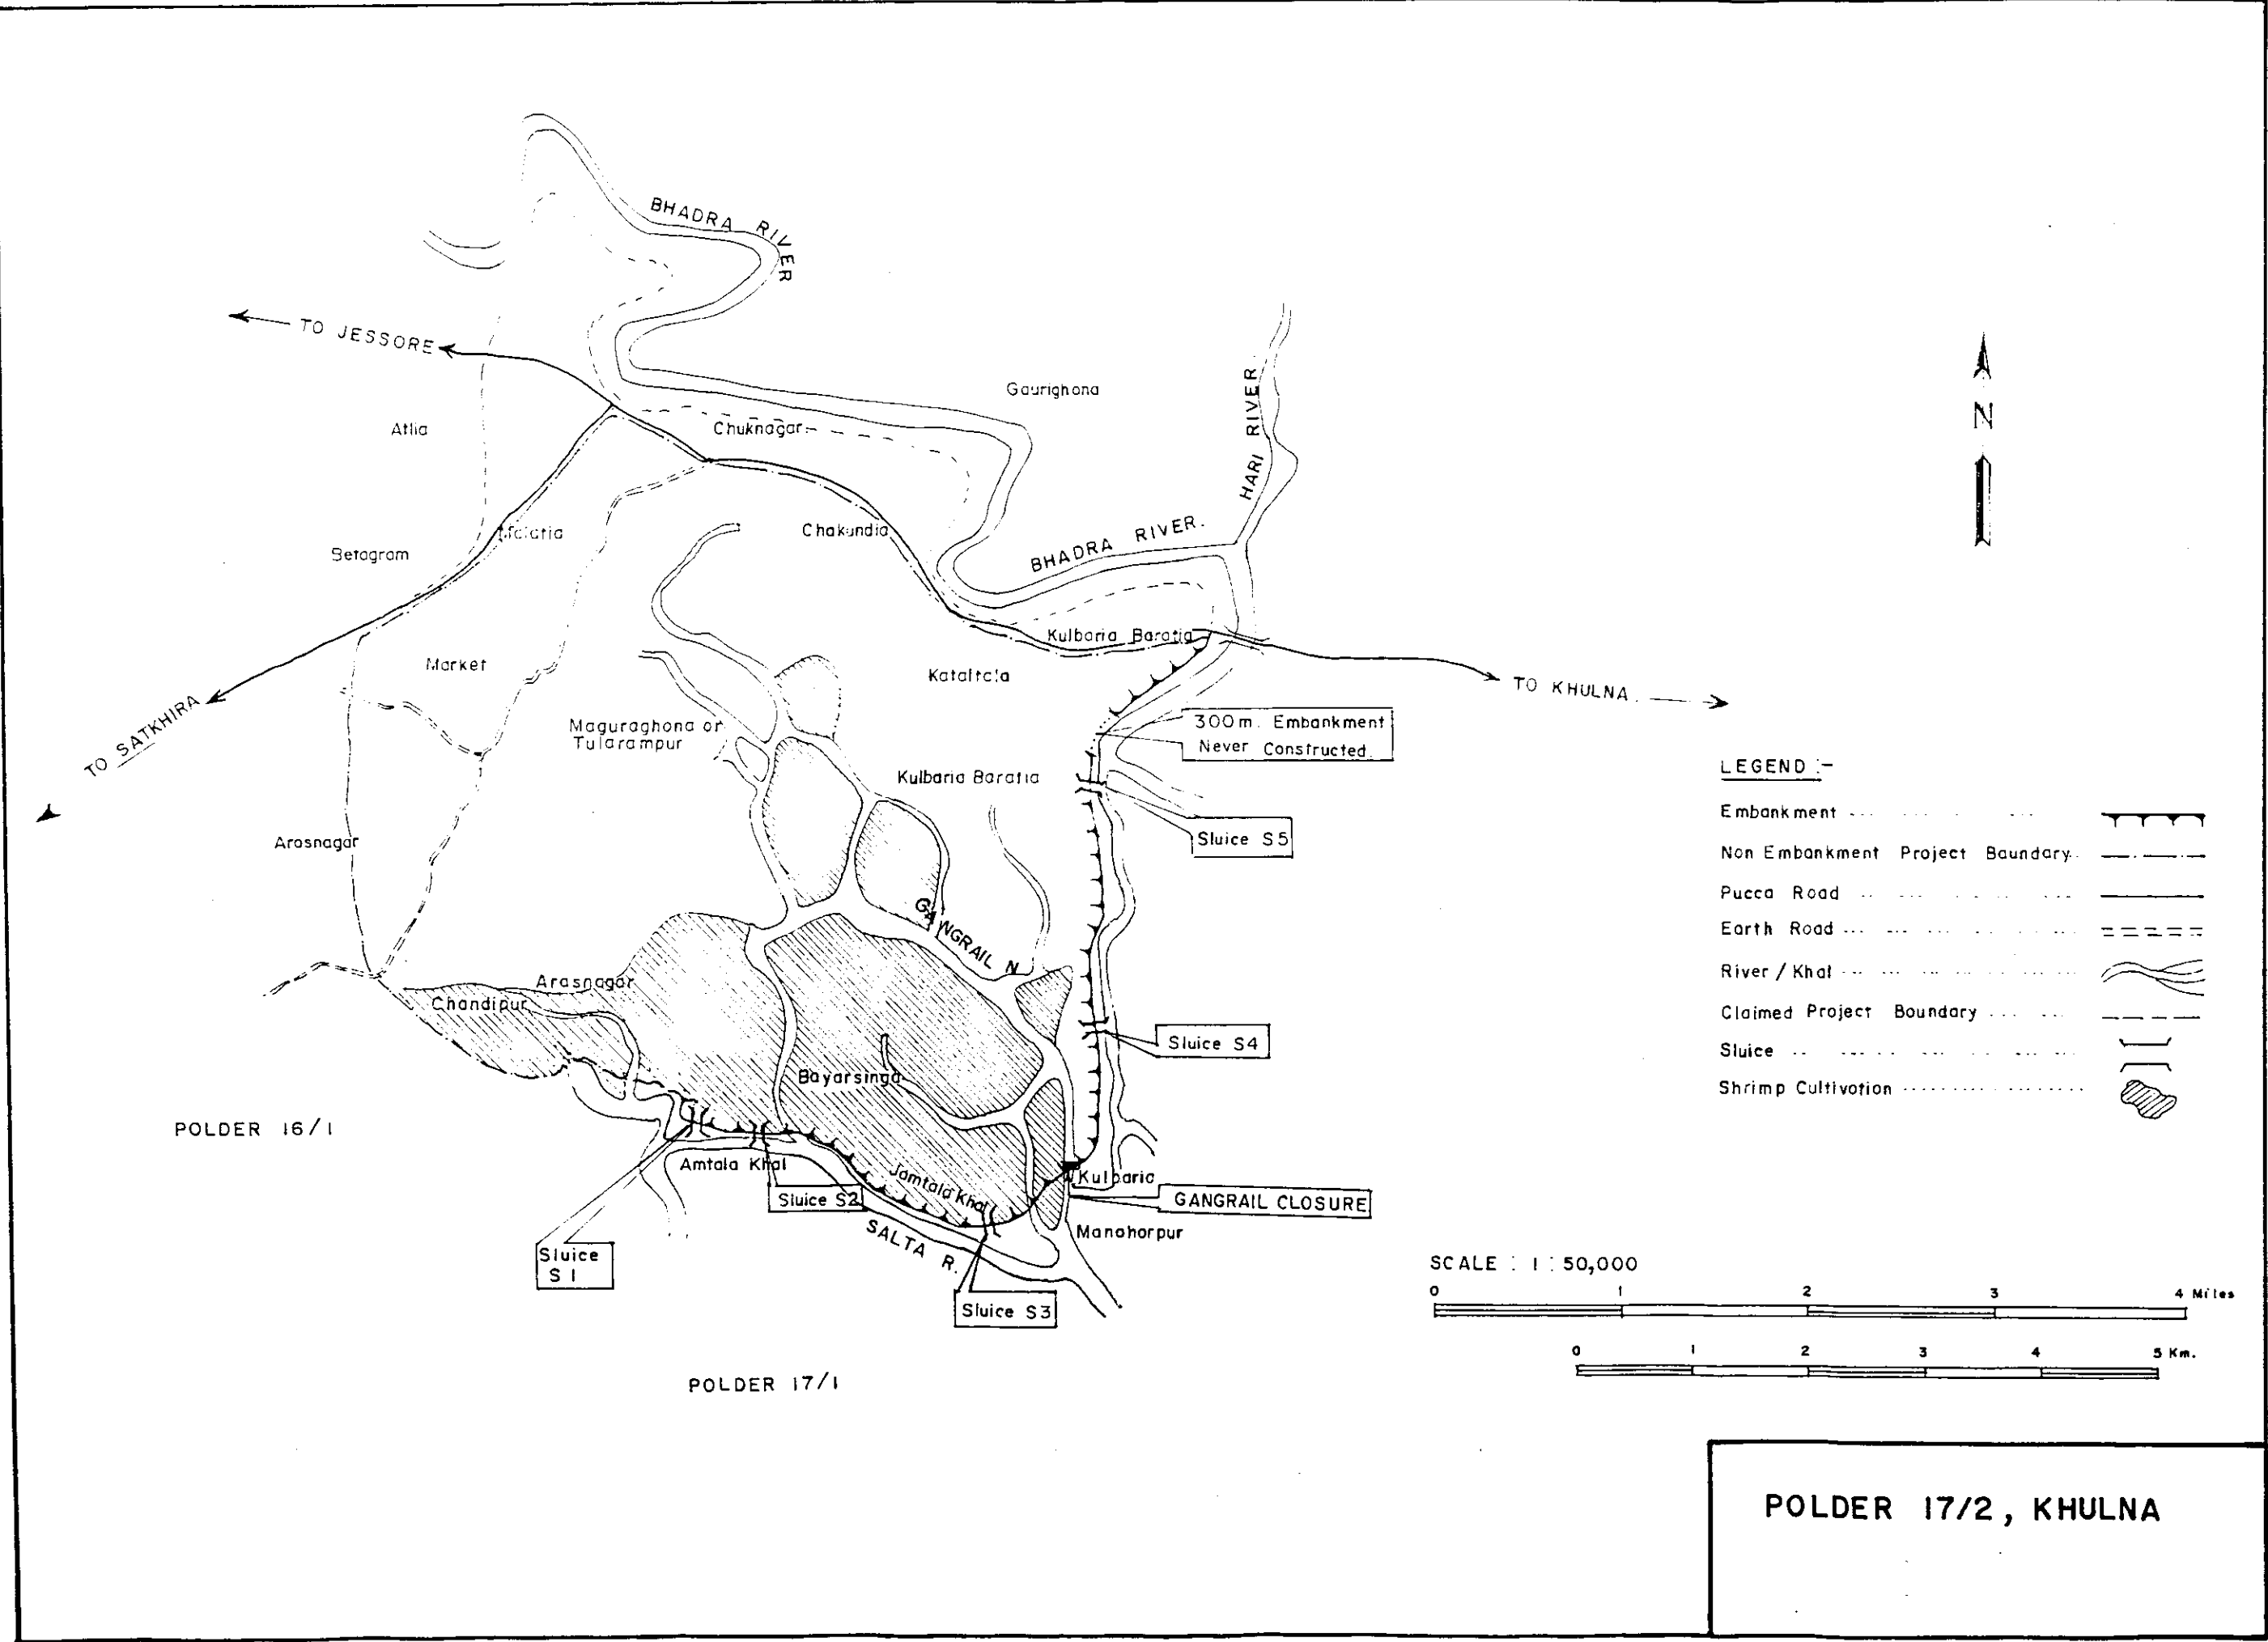 BHADRA RIVER
TO JESSORE
Gaurighona
HARI RIVER
N
Atlia
Chuknagar
Malatia
Chakundia
Betagram
BHADRA RIVER.
Kulbaria Baratia
Market
Kataltala
TO KHULNA
TO SATKHIRA
Maguraghona or
Tularampur
300m. Embankment
Never Constructed.
Kulbaria Baratia
Sluice S5
Arasnagar
GANGRAIL N
Arasnagar
Chandipur
Sluice S4
Bayarsinga
POLDER 16/1
Amtala Khal
Jamtala Khal
Kulbaria
Sluice S2
GANGRAIL CLOSURE
SALTA R.
Manohorpur
Sluice
S1
Sluice S3
POLDER 17/1
LEGEND :-
Embankment
Non Embankment Project Baundary
Pucca Road
Earth Road
River / Khal
Claimed Project Boundary
Sluice
Shrimp Cultivation
SCALE : 1 : 50,000
0 1 2 3 4 Miles
0 1 2 3 4 5 Km.
POLDER 17/2, KHULNA